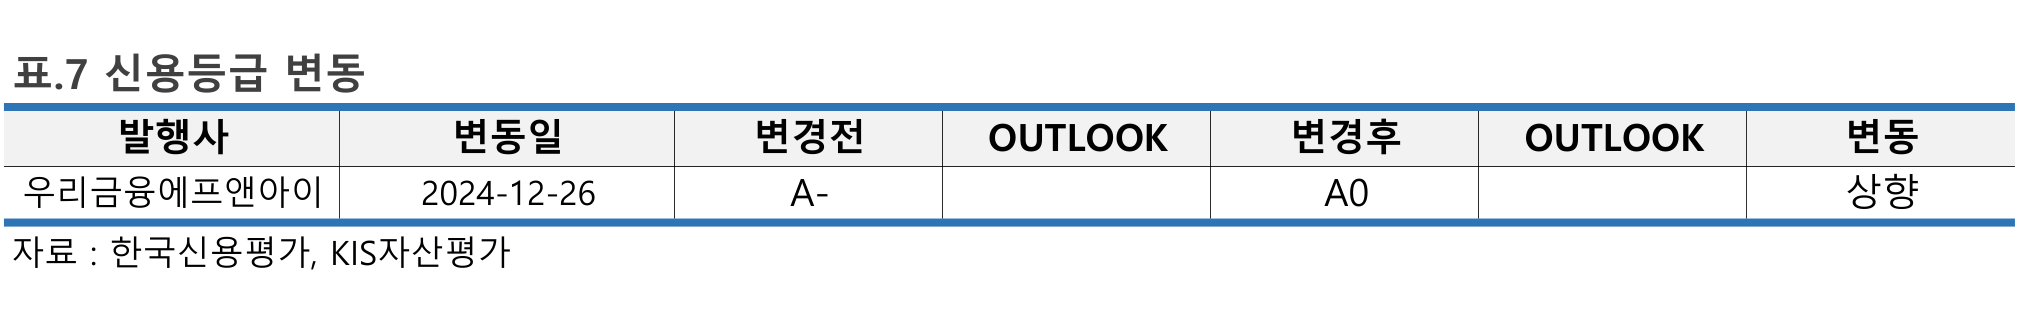 표.7 신용등급 변동
발행사 변동일 변경전 OUTLOOK 변경후 OUTLOOK 변동
우리금융에프앤아이 2024-12-26 A- A0 상향
자료 : 한국신용평가, KIS자산평가